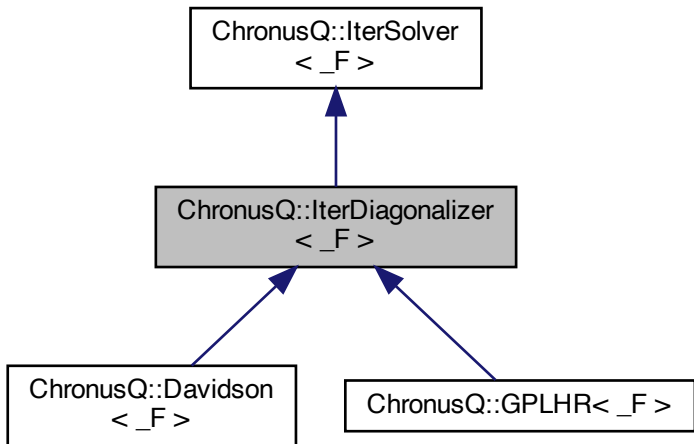 ChronusQ::IterSolver
< _F >
ChronusQ::IterDiagonalizer
< _F >
ChronusQ::Davidson
< _F >
ChronusQ::GPLHR< _F >